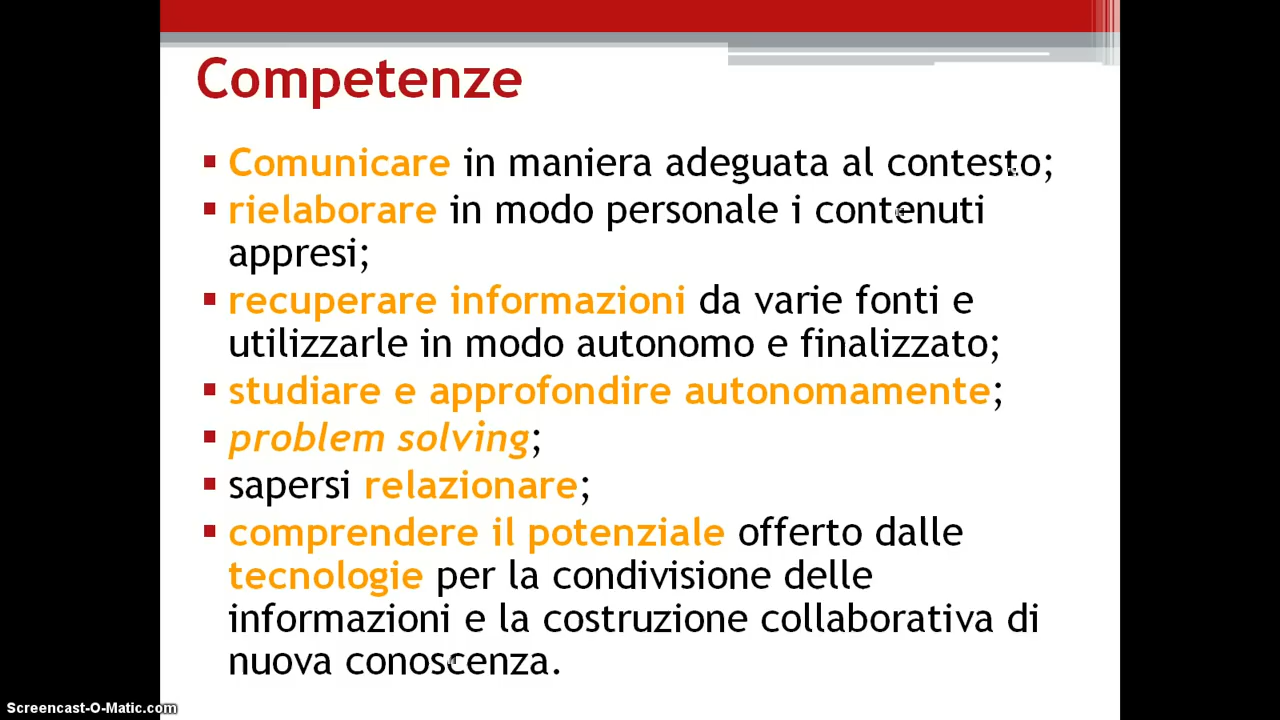 Competenze
▪ Comunicare in maniera adeguata al contesto;
▪ rielaborare in modo personale i contenuti
appresi;
▪ recuperare informazioni da varie fonti e
utilizzarle in modo autonomo e finalizzato;
▪ studiare e approfondire autonomamente;
▪ problem solving;
▪ sapersi relazionare;
▪ comprendere il potenziale offerto dalle
tecnologie per la condivisione delle
informazioni e la costruzione collaborativa di
nuova conoscenza.
Screencast-O-Matic.com